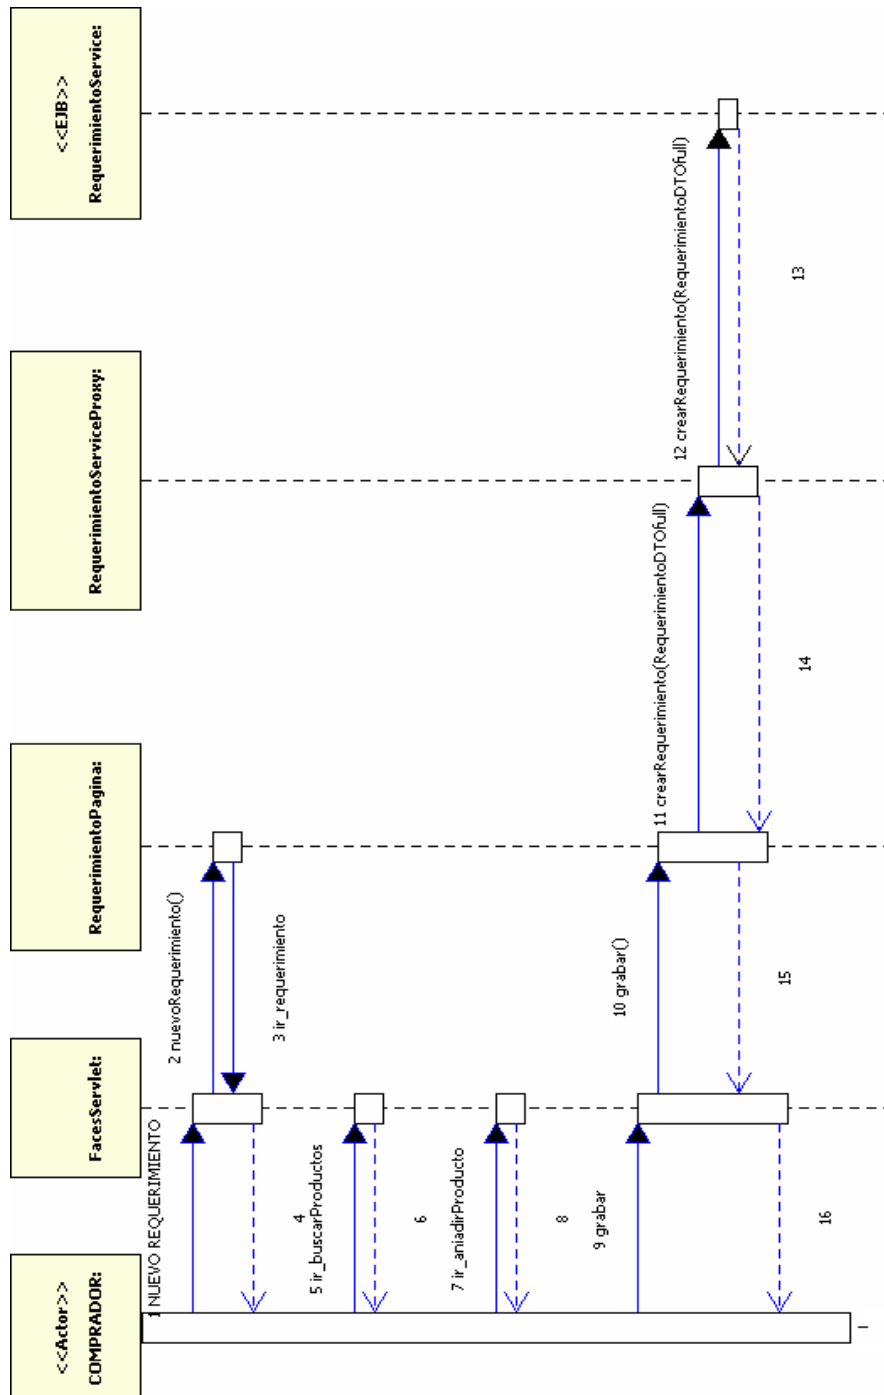 <<Actor>>
COMPRADOR:
FacesServlet:
RequerimientoPagina:
RequerimientoServiceProxy:
<<EJB>>
RequerimientoService:
1 NUEVO REQUERIMIENTO
2 nuevoRequerimiento()
3 ir_requerimiento
4
5 ir_buscarProductos
6
7 ir_aniadirProducto
8
9 grabar
10 grabar()
11 crearRequerimiento(RequerimientoDTOfull)
12 crearRequerimiento(RequerimientoDTOfull)
13
14
15
16